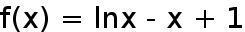 f(x) = lnx - x + 1